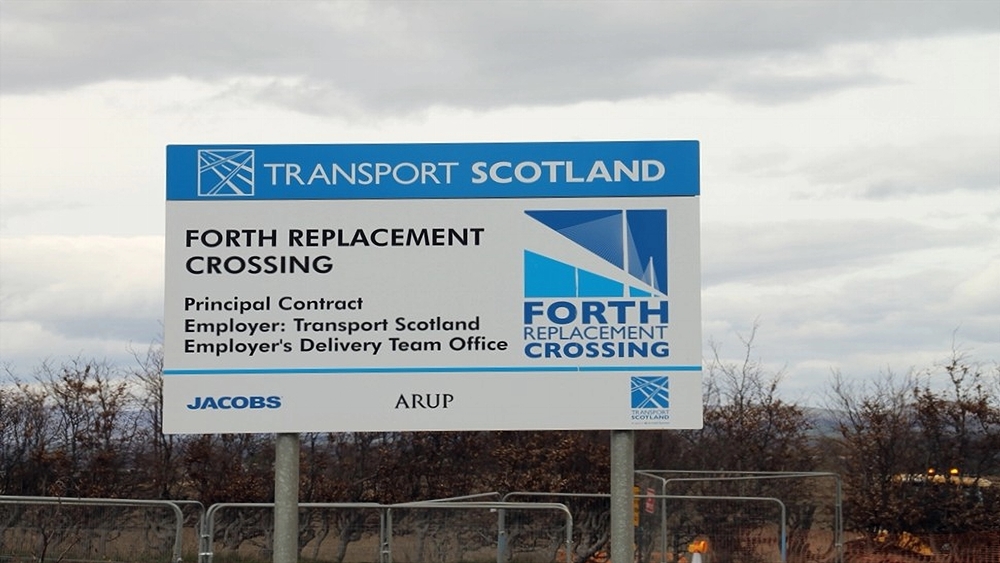 TRANSPORT SCOTLAND
FORTH REPLACEMENT
CROSSING
Principal Contract
Employer: Transport Scotland
Employer's Delivery Team Office
FORTH
REPLACEMENT
CROSSING
JACOBS
ARUP
TRANSPORT
SCOTLAND